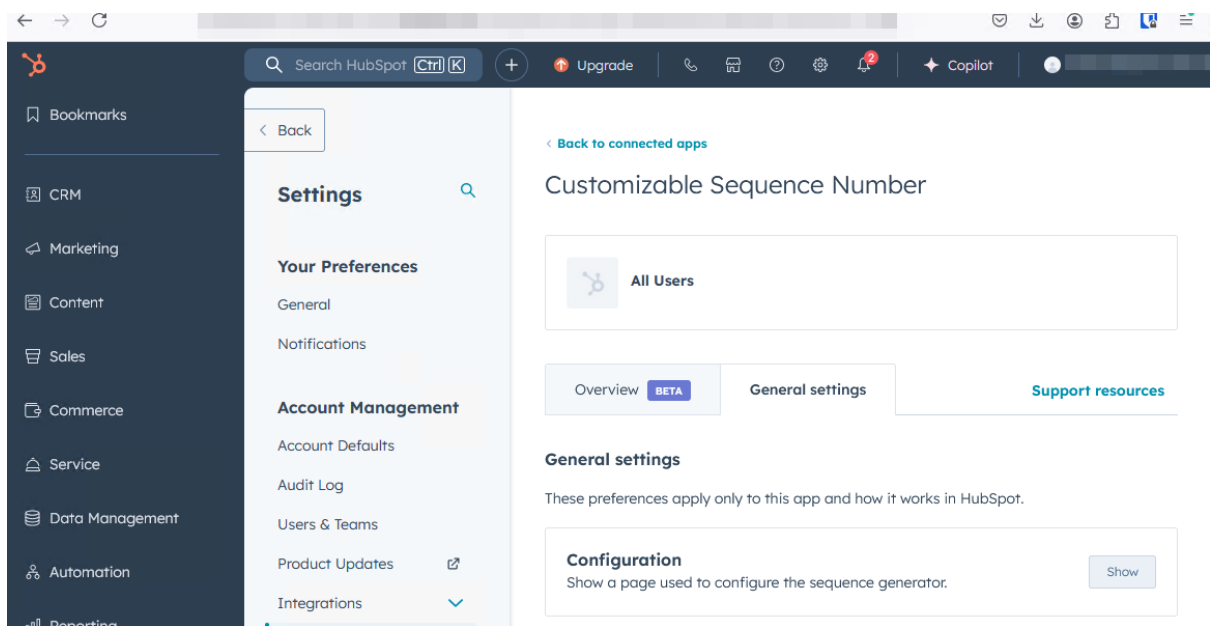 Search HubSpot Ctrl K
+
Upgrade
2
Copilot
Bookmarks
CRM
Marketing
Content
Sales
Commerce
Service
Data Management
Automation
Reporting
Back
Settings
Your Preferences
General
Notifications
Account Management
Account Defaults
Audit Log
Users & Teams
Product Updates
Integrations
Back to connected apps
Customizable Sequence Number
All Users
Overview BETA
General settings
Support resources
General settings
These preferences apply only to this app and how it works in HubSpot.
Configuration
Show a page used to configure the sequence generator.
Show